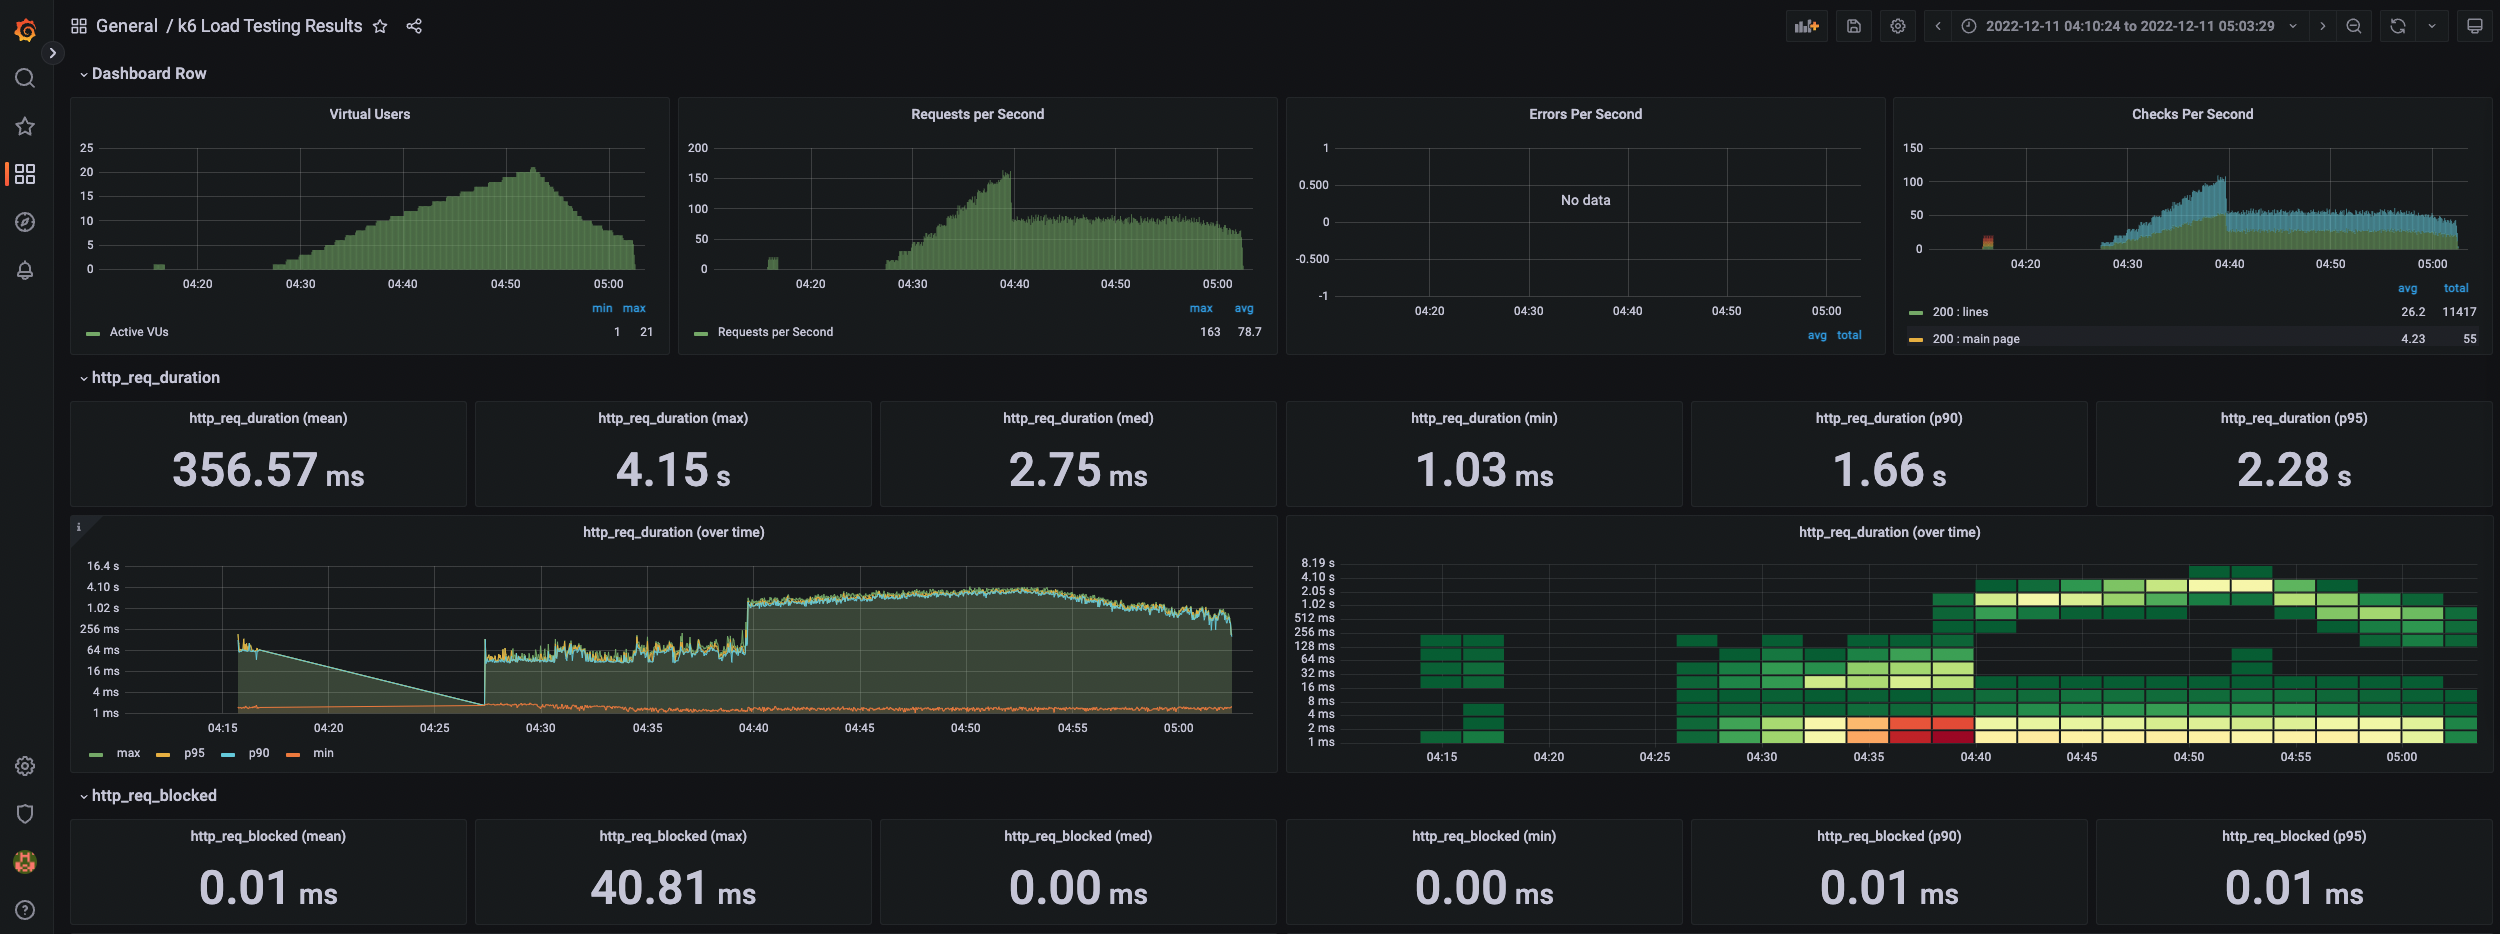 General / k6 Load Testing Results
2022-12-11 04:10:24 to 2022-12-11 05:03:29
Dashboard Row
Virtual Users
25
20
15
10
5
0
04:20 04:30 04:40 04:50 05:00
min max
Active VUs 1 21
Requests per Second
200
150
100
50
0
04:20 04:30 04:40 04:50 05:00
max avg
Requests per Second 163 78.7
Errors Per Second
1
0.500
0
-0.500
-1
No data
04:20 04:30 04:40 04:50 05:00
avg total
Checks Per Second
150
100
50
0
04:20 04:30 04:40 04:50 05:00
avg total
200 : lines 26.2 11417
200 : main page 4.23 55
http_req_duration
http_req_duration (mean)
356.57 ms
http_req_duration (max)
4.15 s
http_req_duration (med)
2.75 ms
http_req_duration (min)
1.03 ms
http_req_duration (p90)
1.66 s
http_req_duration (p95)
2.28 s
http_req_duration (over time)
16.4 s
4.10 s
1.02 s
256 ms
64 ms
16 ms
4 ms
1 ms
04:15 04:20 04:25 04:30 04:35 04:40 04:45 04:50 04:55 05:00
max p95 p90 min
http_req_duration (over time)
8.19 s
4.10 s
2.05 s
1.02 s
512 ms
256 ms
128 ms
64 ms
32 ms
16 ms
8 ms
4 ms
2 ms
1 ms
04:15 04:20 04:25 04:30 04:35 04:40 04:45 04:50 04:55 05:00
http_req_blocked
http_req_blocked (mean)
0.01 ms
http_req_blocked (max)
40.81 ms
http_req_blocked (med)
0.00 ms
http_req_blocked (min)
0.00 ms
http_req_blocked (p90)
0.01 ms
http_req_blocked (p95)
0.01 ms